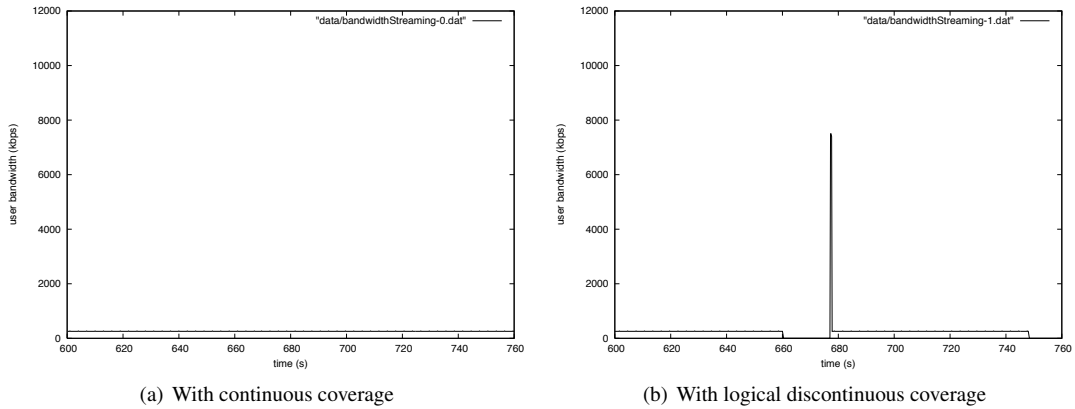 "data/bandwidthStreaming-0.dat"
12000
10000
8000
6000
4000
2000
0
user bandwidth (kbps)
600 620 640 660 680 700 720 740 760
time (s)
(a) With continuous coverage
"data/bandwidthStreaming-1.dat"
12000
10000
8000
6000
4000
2000
0
user bandwidth (kbps)
600 620 640 660 680 700 720 740 760
time (s)
(b) With logical discontinuous coverage